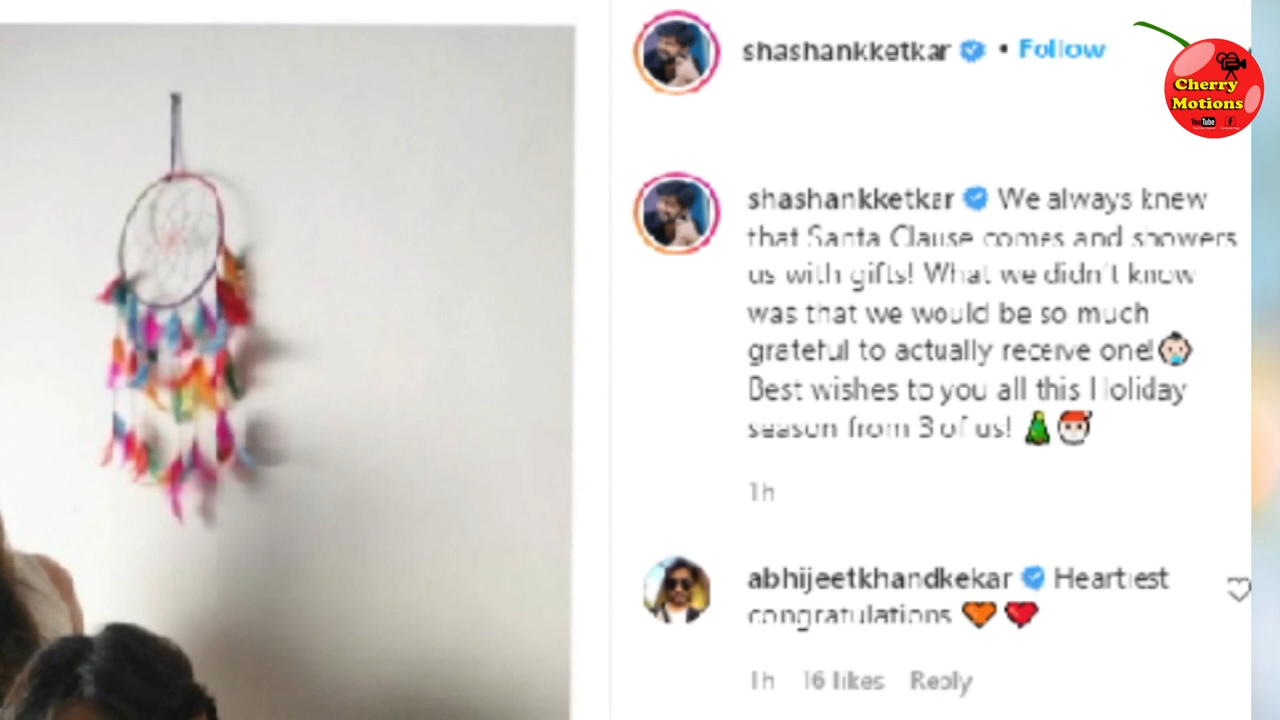 shashankketkar • Follow
Cherry
Motions
YouTube
shashankketkar We always knew
that Santa Clause comes and showers
us with gifts! What we didn't know
was that we would be so much
grateful to actually receive one!👶
Best wishes to you all this Holiday
season from 3 of us! 🎄🎅
1h
abhijeetkhandkekar Heartiest
congratulations 🧡❤️
1h 16 likes Reply